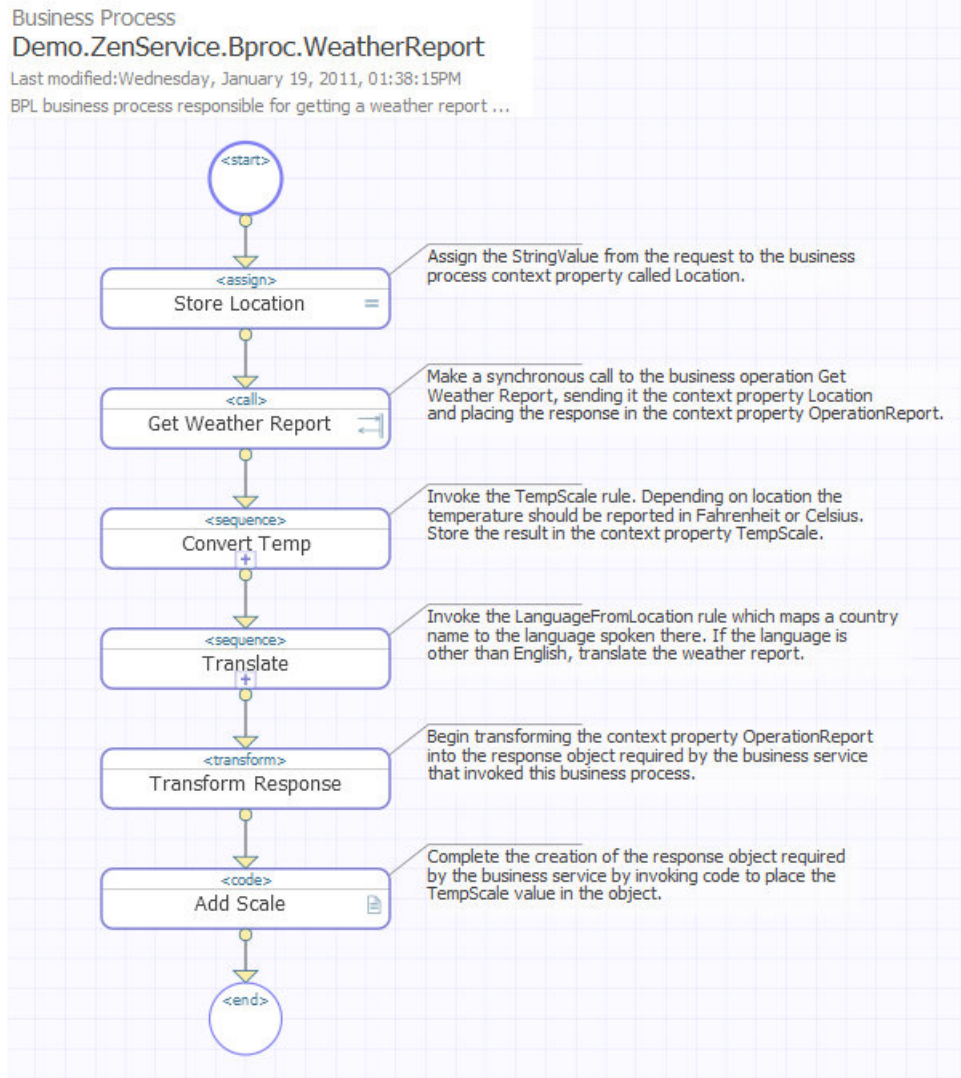 Business Process
Demo.ZenService.Bproc.WeatherReport
Last modified:Wednesday, January 19, 2011, 01:38:15PM
BPL business process responsible for getting a weather report ...
<start>
<assign>
Store Location
=
Assign the StringValue from the request to the business
process context property called Location.
<call>
Get Weather Report
Make a synchronous call to the business operation Get
Weather Report, sending it the context property Location
and placing the response in the context property OperationReport.
<sequence>
Convert Temp
+
Invoke the TempScale rule. Depending on location the
temperature should be reported in Fahrenheit or Celsius.
Store the result in the context property TempScale.
<sequence>
Translate
+
Invoke the LanguageFromLocation rule which maps a country
name to the language spoken there. If the language is
other than English, translate the weather report.
<transform>
Transform Response
Begin transforming the context property OperationReport
into the response object required by the business service
that invoked this business process.
<code>
Add Scale
Complete the creation of the response object required
by the business service by invoking code to place the
TempScale value in the object.
<end>